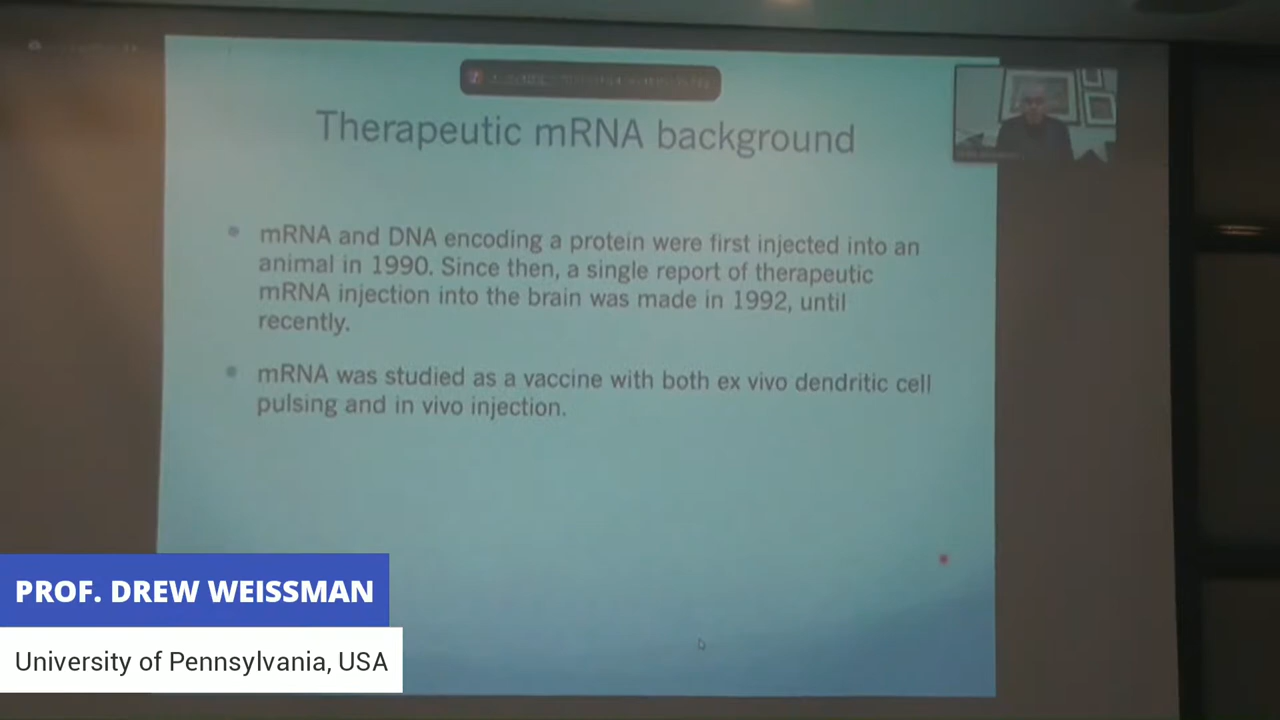 Therapeutic mRNA background
mRNA and DNA encoding a protein were first injected into an
animal in 1990. Since then, a single report of therapeutic
mRNA injection into the brain was made in 1992, until
recently.
mRNA was studied as a vaccine with both ex vivo dendritic cell
pulsing and in vivo injection.
PROF. DREW WEISSMAN
University of Pennsylvania, USA